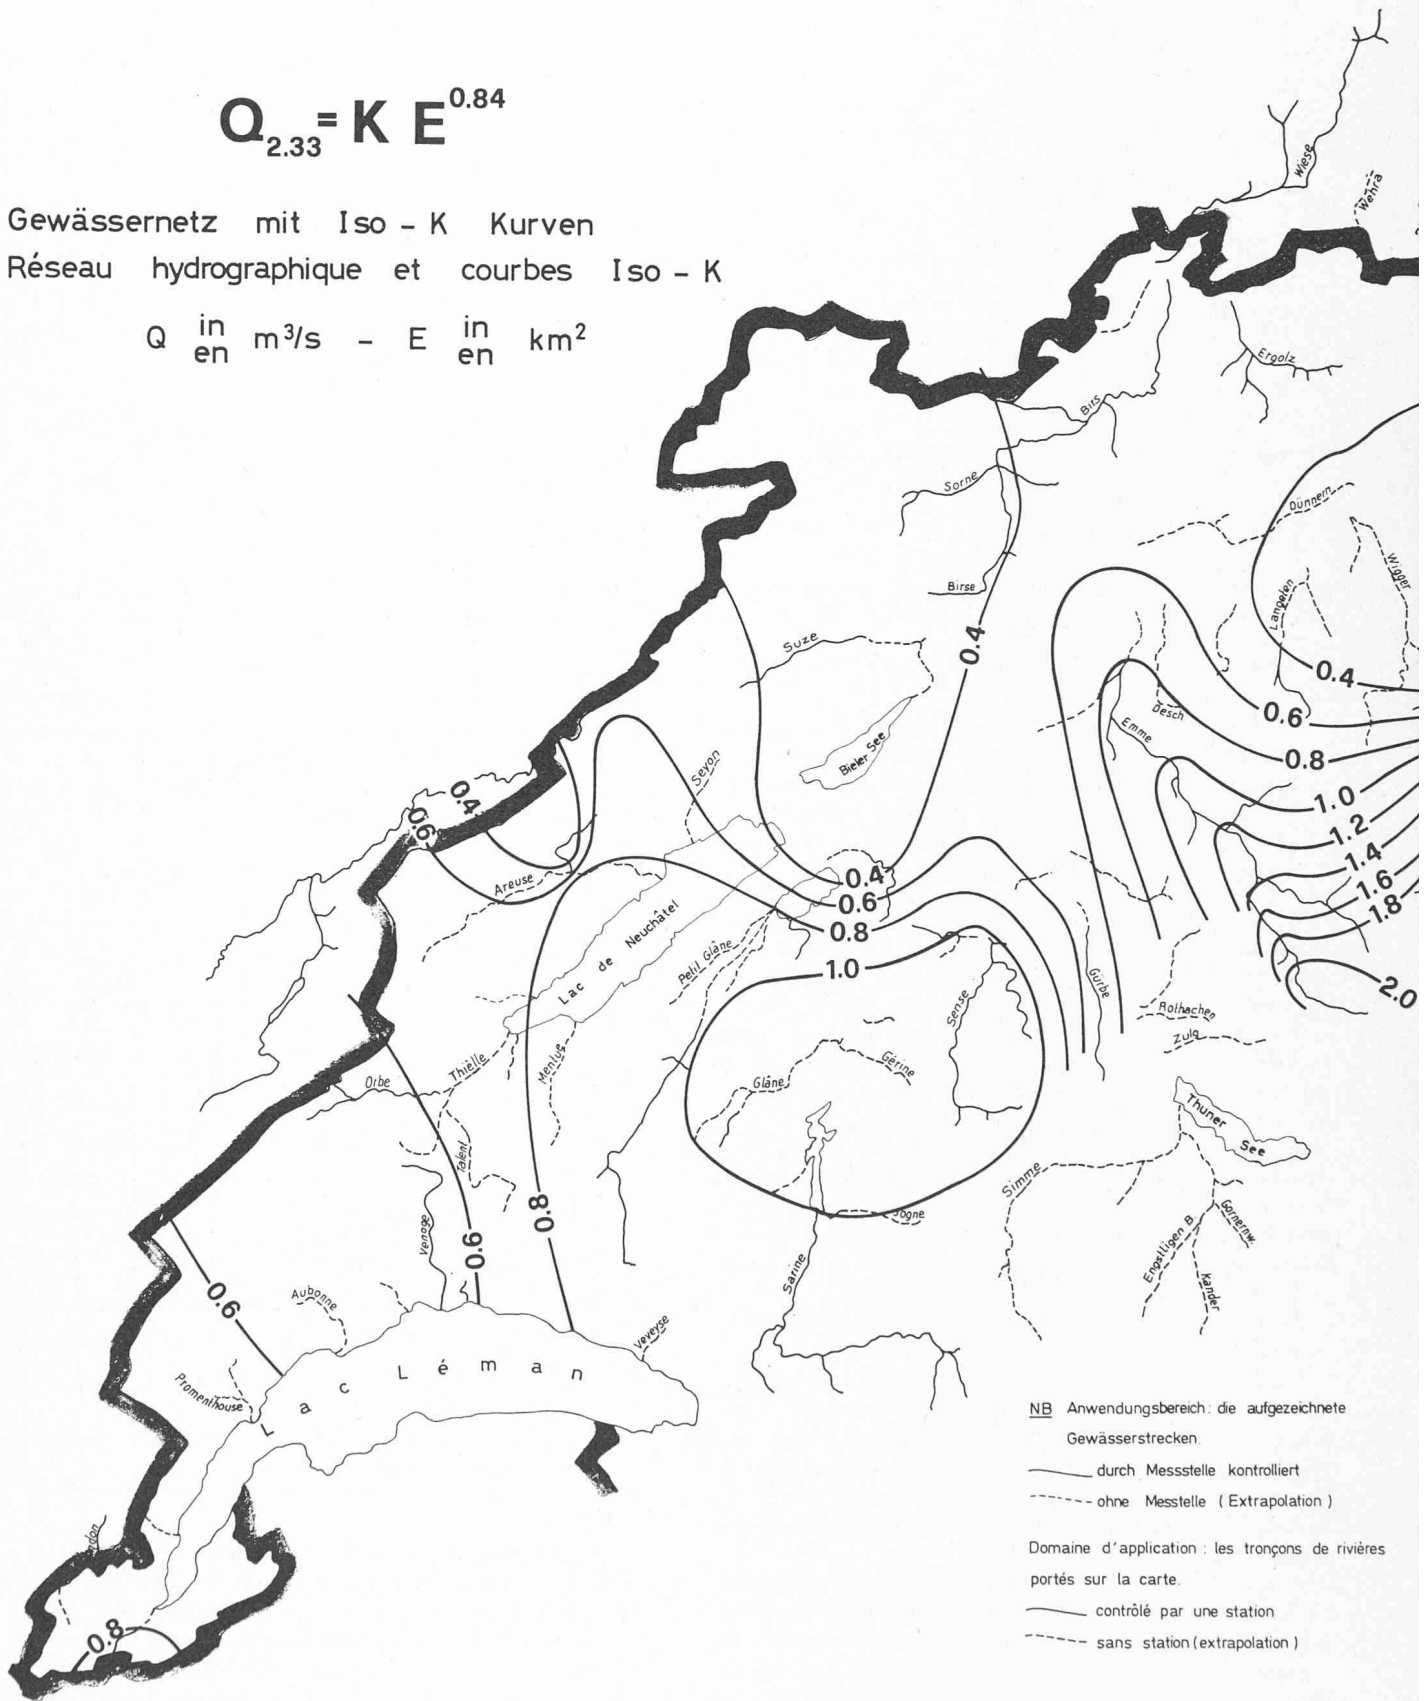 Q2.33 = K E^0.84
Gewässernetz mit Iso - K Kurven
Réseau hydrographique et courbes Iso - K
Q in/en m³/s - E in/en km²
Wiese
Wehra
Ergolz
Birs
Sorne
Dünnern
Birse
Langeten
Wigger
0.4
Suze
0.4
Oesch
0.6
Emme
Bieler See
0.8
Seyon
0.4
0.6
1.0
1.2
1.4
1.6
1.8
Areuse
0.4
0.6
0.8
1.0
Lac de Neuchâtel
Petit Glâne
Sense
Gürbe
2.0
Rothachen
Zulg
Mentue
Thièlle
Orbe
Glâne
Gérine
Thuner See
Talent
Simme
0.8
Venoge
0.6
Jogne
Engstligen B.
Gornernw.
Kander
Sarine
0.6
Aubonne
Veveyse
Promenthouse
Lac Léman
NB Anwendungsbereich: die aufgezeichnete
Gewässerstrecken.
durch Messstelle kontrolliert
ohne Messtelle ( Extrapolation )
Domaine d'application : les tronçons de rivières
portés sur la carte.
contrôlé par une station
sans station (extrapolation )
0.8